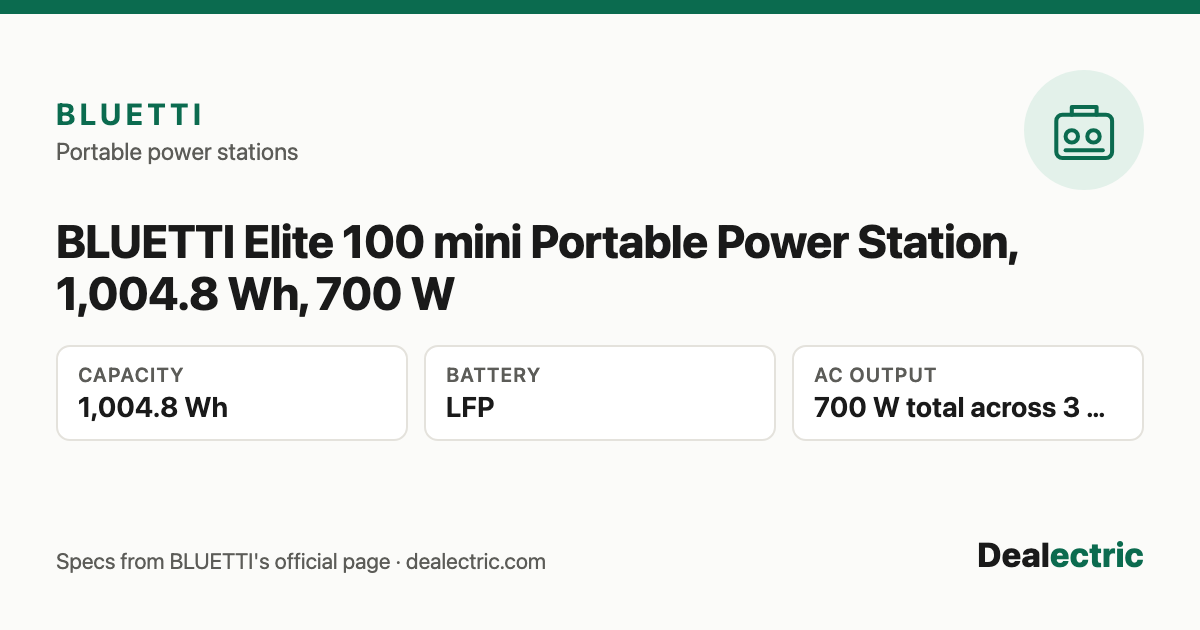 BLUETTI
Portable power stations
BLUETTI Elite 100 mini Portable Power Station,
1,004.8 Wh, 700 W
CAPACITY
1,004.8 Wh
BATTERY
LFP
AC OUTPUT
700 W total across 3 ...
Specs from BLUETTI's official page · dealectric.com
Dealectric